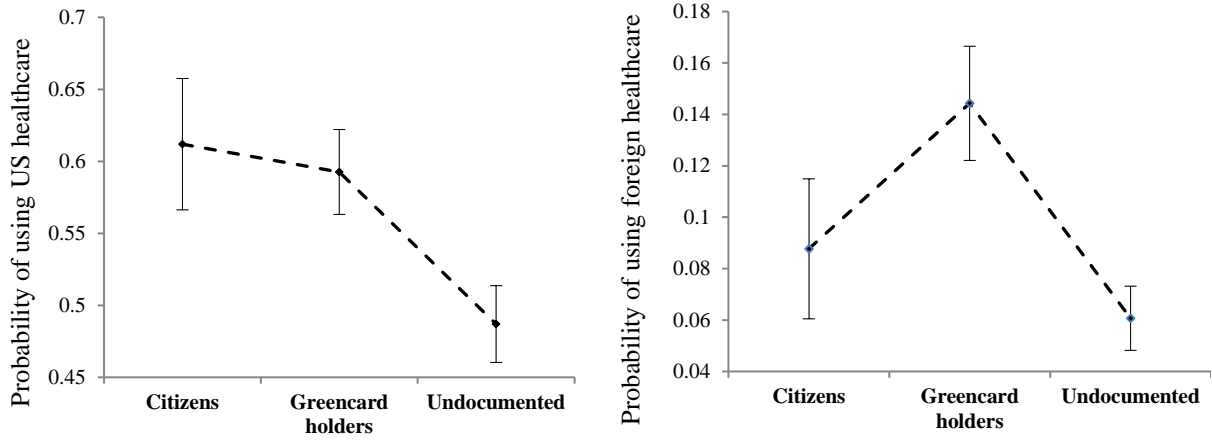 Probability of using US healthcare
0.7
0.65
0.6
0.55
0.5
0.45
Citizens
Greencard
holders
Undocumented
Probability of using foreign healthcare
0.18
0.16
0.14
0.12
0.1
0.08
0.06
0.04
Citizens
Greencard
holders
Undocumented